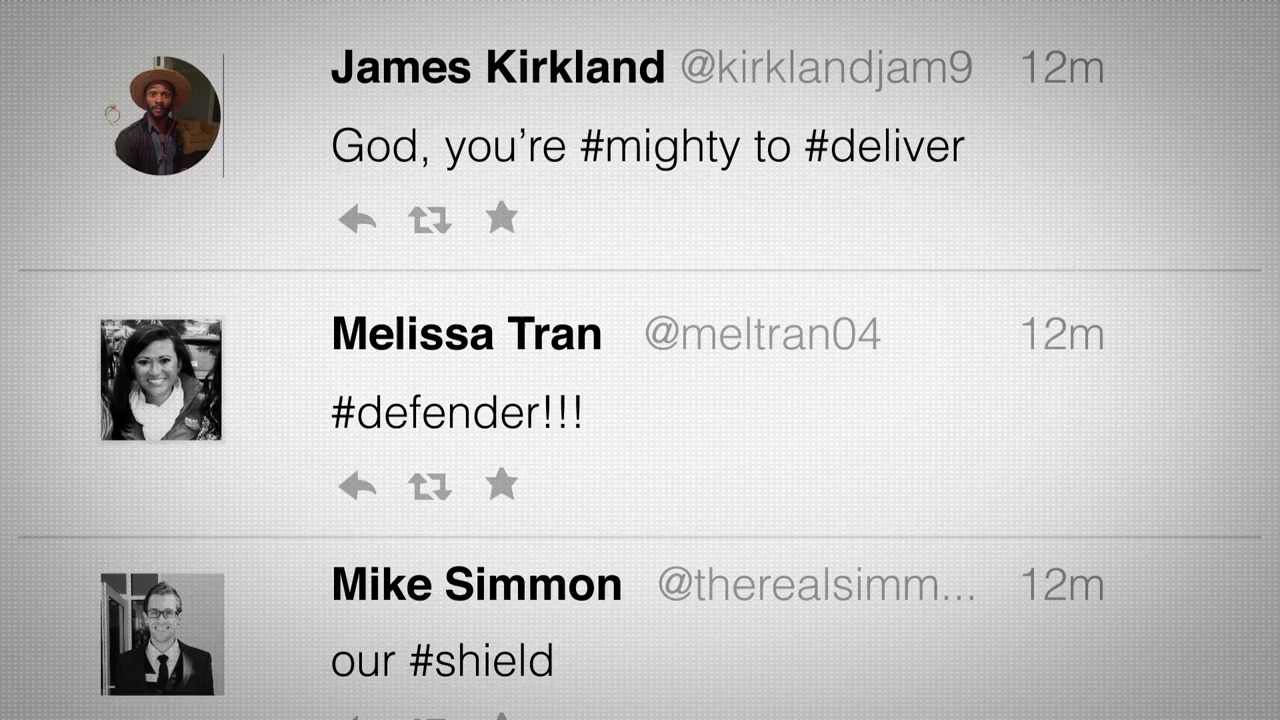 James Kirkland @kirklandjam9 12m
God, you’re #mighty to #deliver
Melissa Tran @meltran04 12m
#defender!!!
Mike Simmon @therealsimm... 12m
our #shield